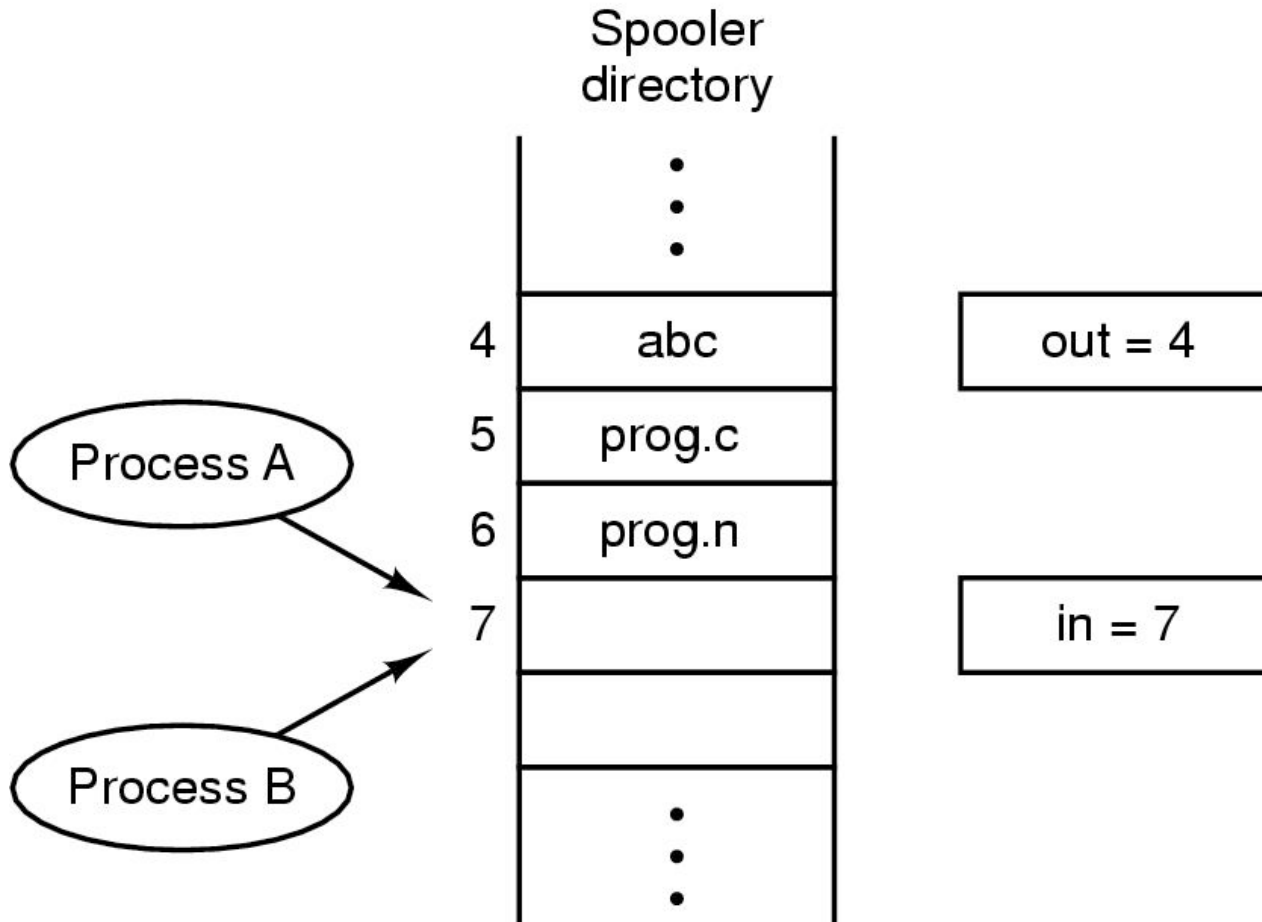 Spooler
directory
4
abc
out = 4
5
prog.c
Process A
6
prog.n
7
in = 7
Process B